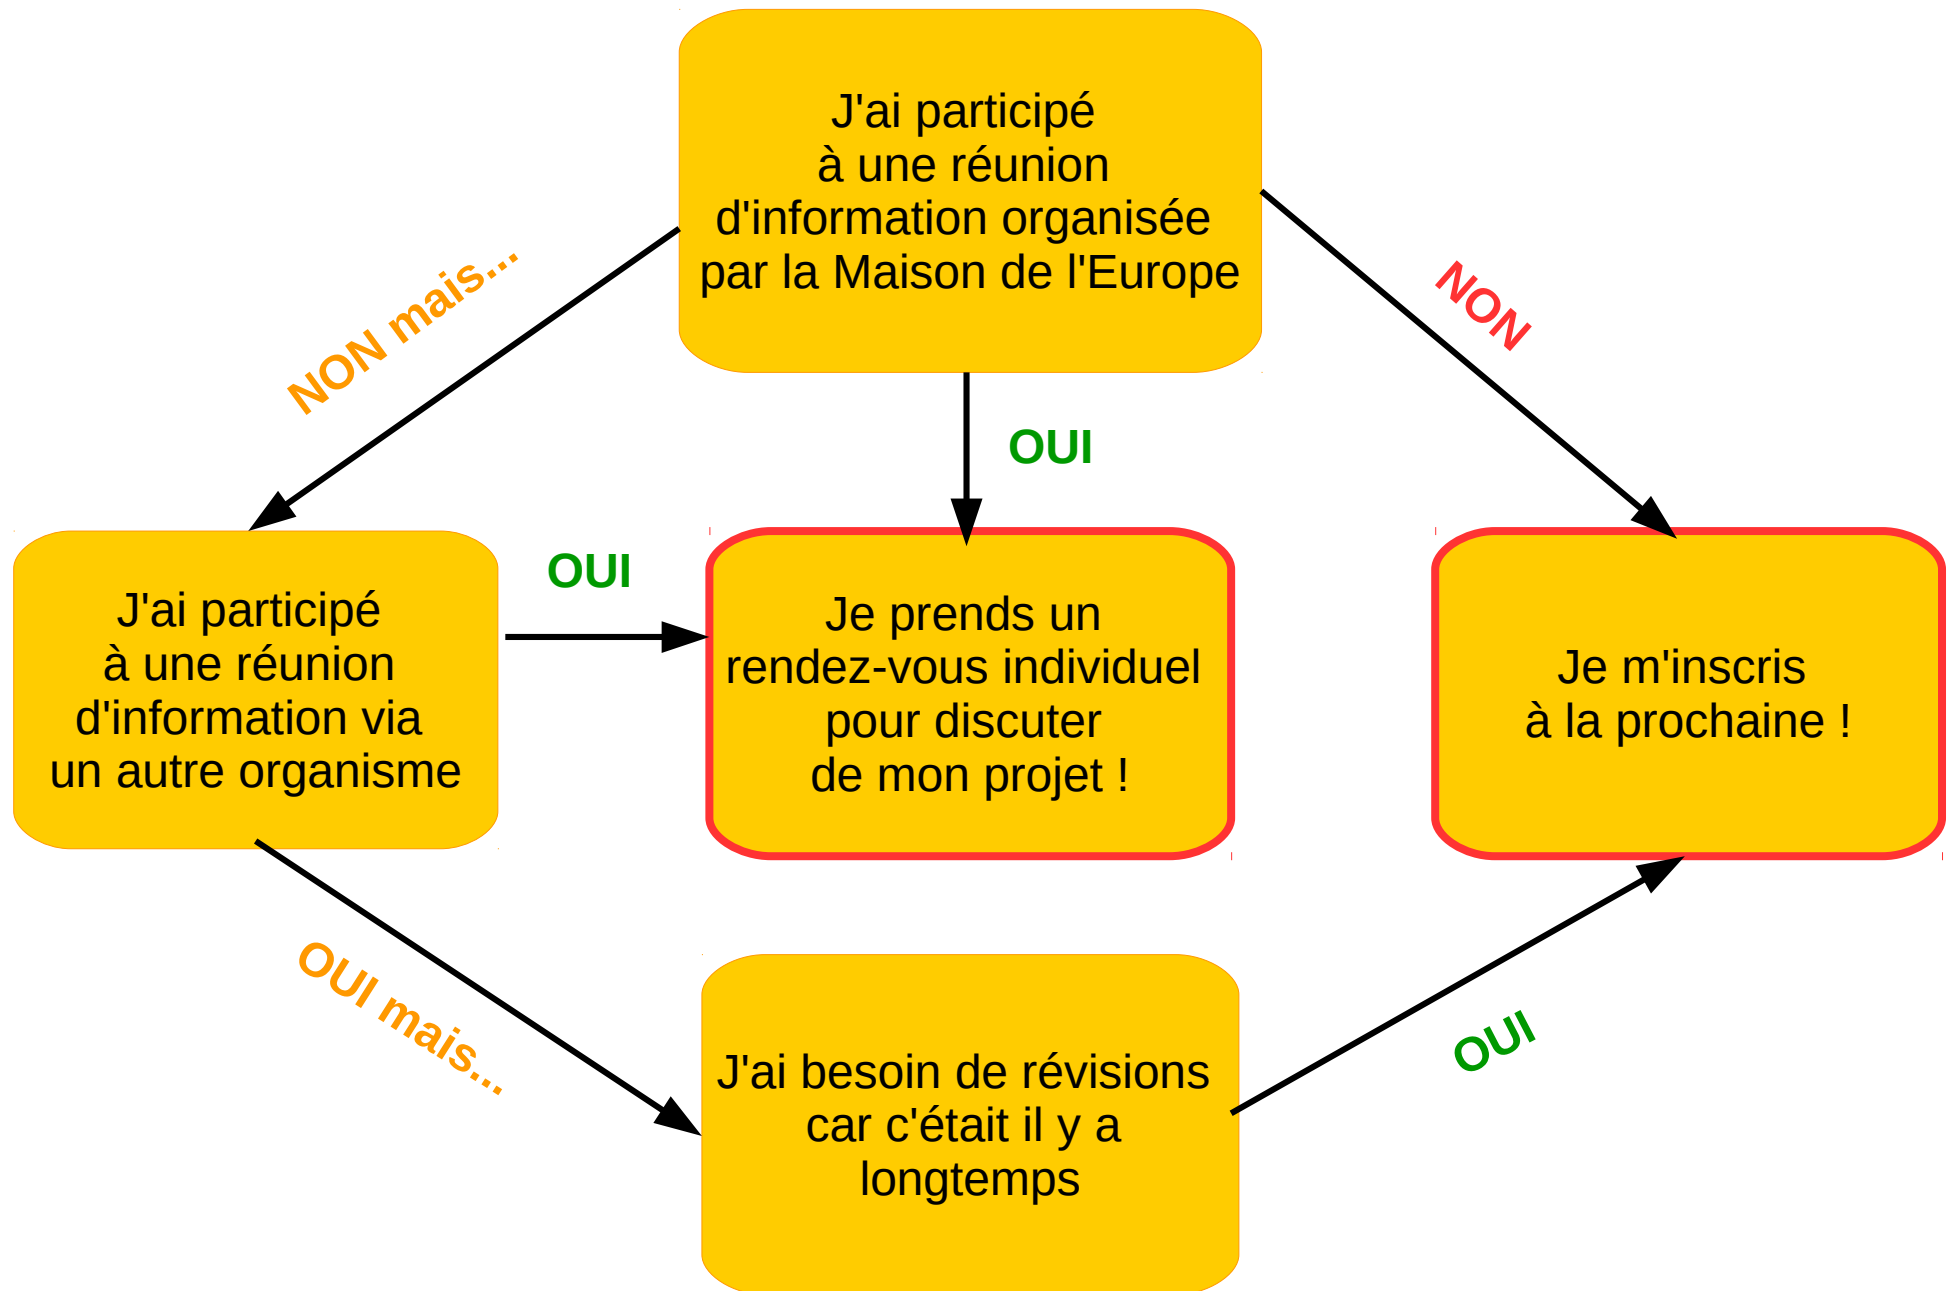 J'ai participé
à une réunion
d'information organisée
par la Maison de l'Europe
NON mais...
NON
OUI
OUI
J'ai participé
à une réunion
d'information via
un autre organisme
Je prends un
rendez-vous individuel
pour discuter
de mon projet !
Je m'inscris
à la prochaine !
OUI mais...
OUI
J'ai besoin de révisions
car c'était il y a
longtemps